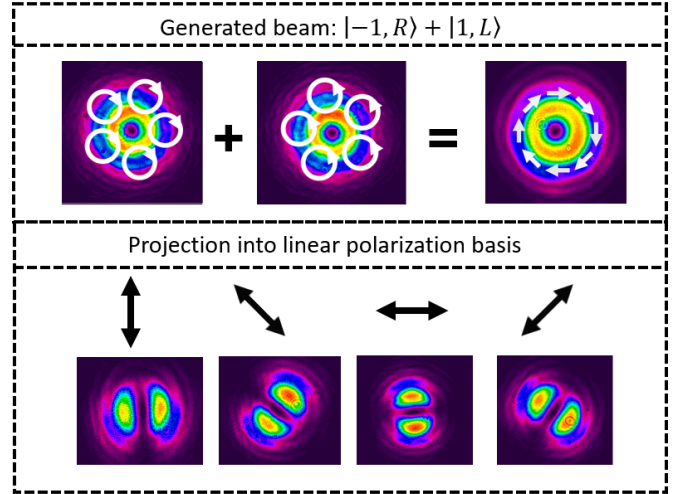 Generated beam: |−1, R⟩ + |1, L⟩
+
=
Projection into linear polarization basis